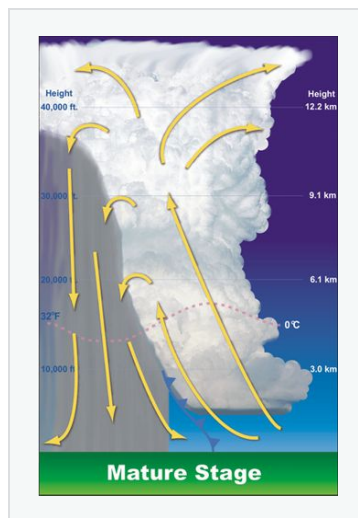 Height Height
40,000 ft. 12.2 km
30,000 ft. 9.1 km
20,000 ft. 6.1 km
32°F 0°C
10,000 ft. 3.0 km
Mature Stage